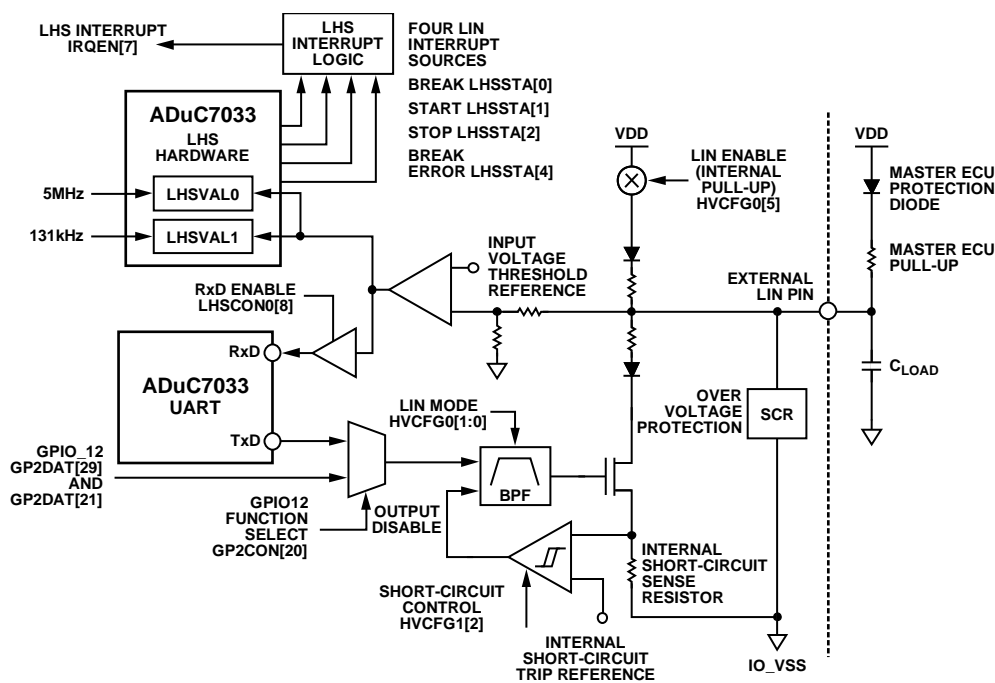 LHS INTERRUPT
IRQEN[7]
LHS
INTERRUPT
LOGIC
FOUR LIN
INTERRUPT
SOURCES
BREAK LHSSTA[0]
START LHSSTA[1]
STOP LHSSTA[2]
BREAK
ERROR LHSSTA[4]
ADuC7033
LHS
HARDWARE
5MHz
LHSVAL0
131kHz
LHSVAL1
VDD
LIN ENABLE
(INTERNAL
PULL-UP)
HVCFG0[5]
VDD
MASTER ECU
PROTECTION
DIODE
MASTER ECU
PULL-UP
INPUT
VOLTAGE
THRESHOLD
REFERENCE
EXTERNAL
LIN PIN
RxD ENABLE
LHSCON0[8]
RxD
ADuC7033
UART
TxD
CLOAD
OVER
VOLTAGE
PROTECTION
SCR
LIN MODE
HVCFG0[1:0]
GPIO_12
GP2DAT[29]
AND
GP2DAT[21]
BPF
GPIO12
FUNCTION
SELECT
GP2CON[20]
OUTPUT
DISABLE
SHORT-CIRCUIT
CONTROL
HVCFG1[2]
INTERNAL
SHORT-CIRCUIT
SENSE
RESISTOR
INTERNAL
SHORT-CIRCUIT
TRIP REFERENCE
IO_VSS